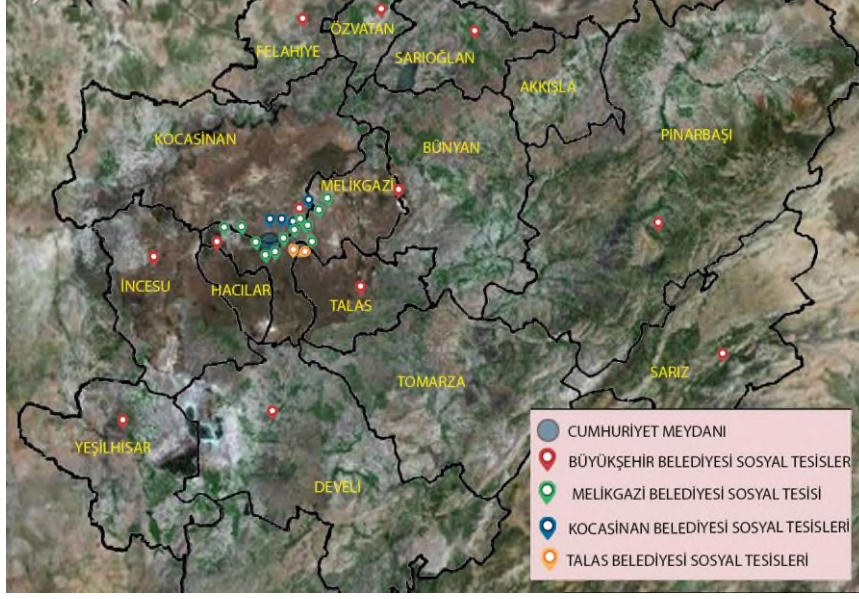 ÖZVATAN
FELAHİYE
SARIOĞLAN
AKKIŞLA
KOCASİNAN
BÜNYAN
PINARBAŞI
MELİKGAZİ
İNCESU
HACILAR
TALAS
TOMARZA
SARIZ
YEŞİLHİSAR
DEVELİ
CUMHURİYET MEYDANI
BÜYÜKŞEHİR BELEDİYESİ SOSYAL TESİSLER
MELİKGAZİ BELEDİYESİ SOSYAL TESİSİ
KOCASİNAN BELEDİYESİ SOSYAL TESİSLERİ
TALAS BELEDİYESİ SOSYAL TESİSLERİ